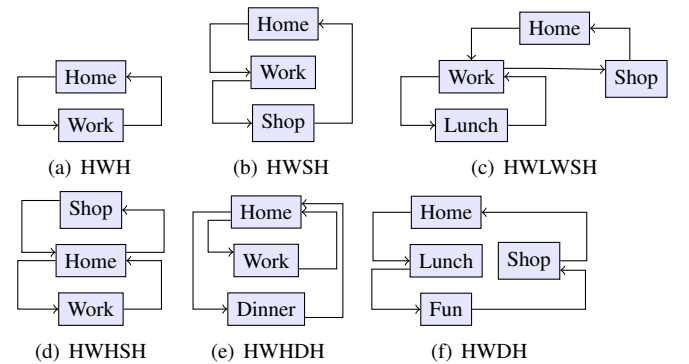 Home
Work
(a) HWH
Home
Work
Shop
(b) HWSH
Home
Work
Shop
Lunch
(c) HWLWSH
Shop
Home
Work
(d) HWHSH
Home
Work
Dinner
(e) HWHDH
Home
Lunch
Shop
Fun
(f) HWDH